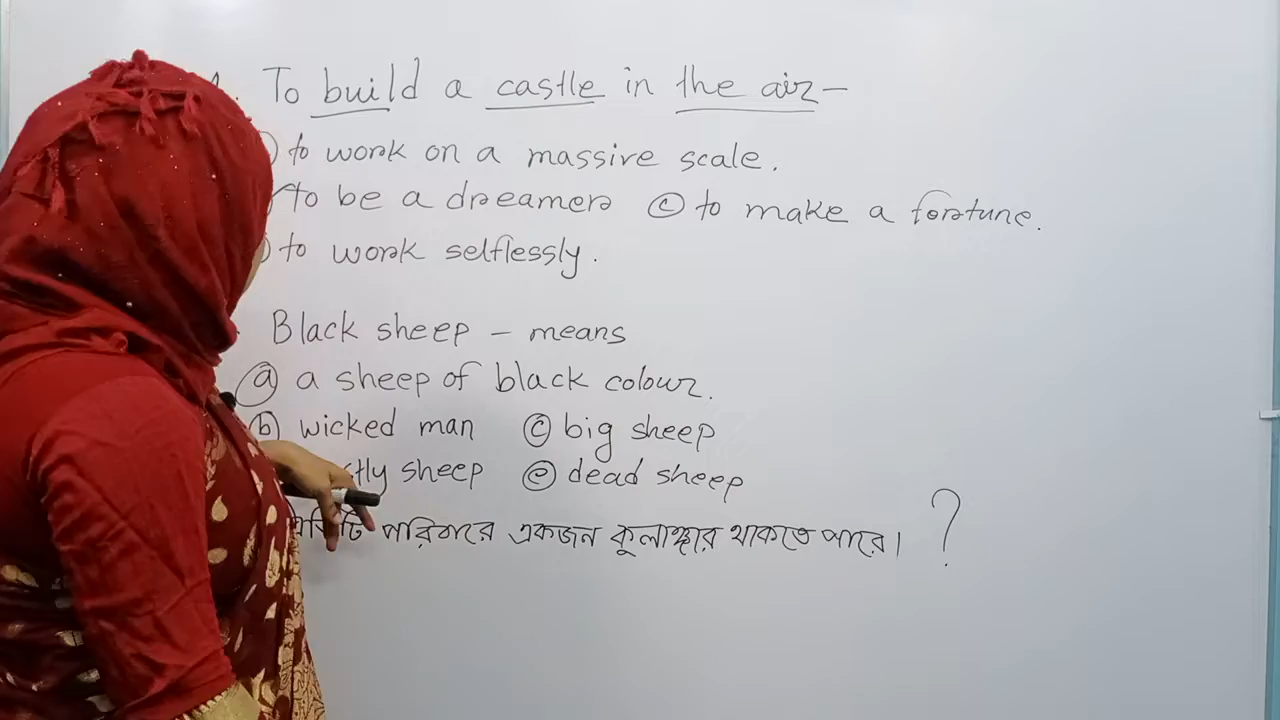 To build a castle in the air—
to work on a massive scale.
to be a dreamer ⓒ to make a fortune.
to work selflessly.
Black sheep – means
ⓐ a sheep of black colour.
ⓑ wicked man ⓒ big sheep
sheep ⓔ dead sheep
পরিবারে একজন কুলাঙ্গার থাকতে পারে। ?